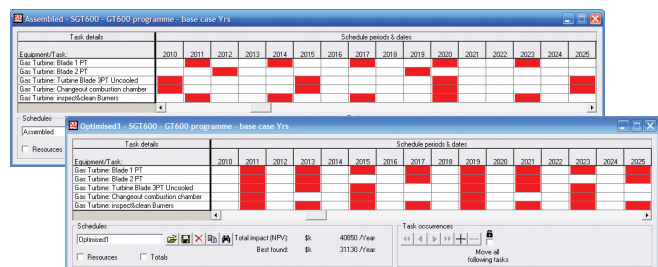 Assembled - SGT600 - GT600 programme - base case Yrs
Task details
Schedule periods & dates
Equipment/Task:
2010 2011 2012 2013 2014 2015 2016 2017 2018 2019 2020 2021 2022 2023 2024 2025
Gas Turbine: Blade 1 PT
Gas Turbine: Blade 2 PT
Gas Turbine: Turbine Blade 3PT Uncooled
Gas Turbine: Changeout combustion chamber
Gas Turbine: inspect&clean Burners
Schedules
Assembled
Resources
Optimised1 - SGT600 - GT600 programme - base case Yrs
Task details
Schedule periods & dates
Equipment/Task:
2010 2011 2012 2013 2014 2015 2016 2017 2018 2019 2020 2021 2022 2023 2024 2025
Gas Turbine: Blade 1 PT
Gas Turbine: Blade 2 PT
Gas Turbine: Turbine Blade 3PT Uncooled
Gas Turbine: Changeout combustion chamber
Gas Turbine: inspect&clean Burners
Schedules
Task occurrences
Optimised1
Total impact (NPV): $k 40850 /Year
Best found: $k 31130 /Year
Move all
following tasks
Resources
Totals